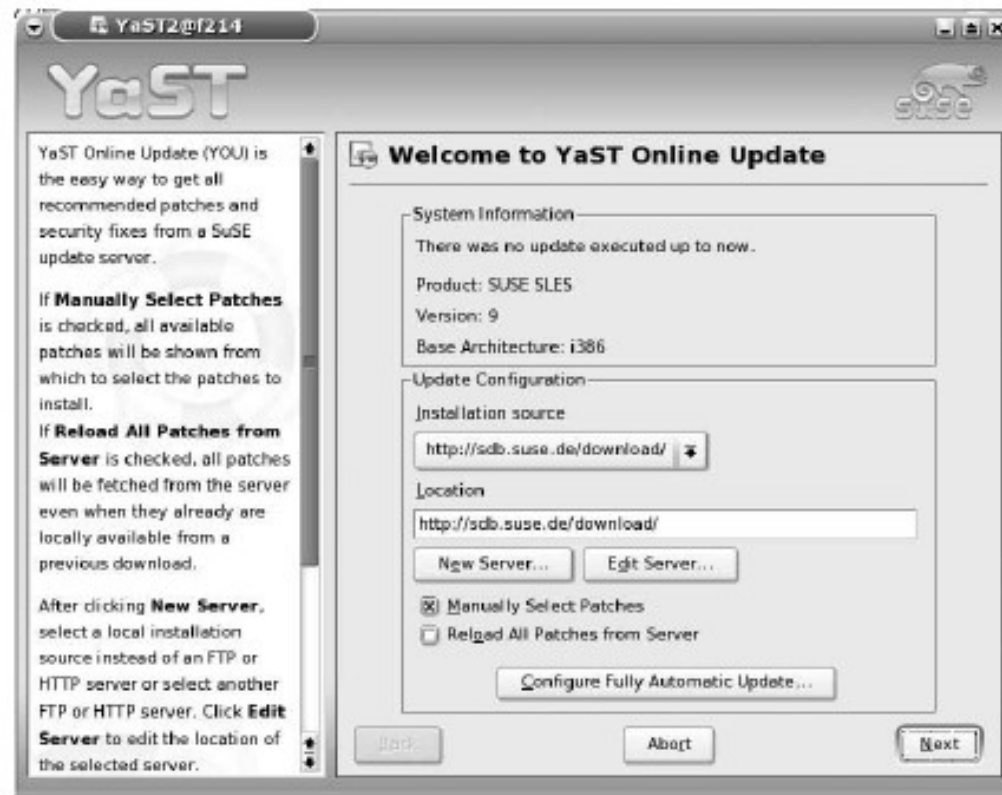 YaST2@f214
YaST
SUSE
YaST Online Update (YOU) is
the easy way to get all
recommended patches and
security fixes from a SuSE
update server.
If Manually Select Patches
is checked, all available
patches will be shown from
which to select the patches to
install.
If Reload All Patches from
Server is checked, all patches
will be fetched from the server
even when they already are
locally available from a
previous download.
After clicking New Server,
select a local installation
source instead of an FTP or
HTTP server or select another
FTP or HTTP server. Click Edit
Server to edit the location of
the selected server.
Welcome to YaST Online Update
System Information
There was no update executed up to now.
Product: SUSE SLES
Version: 9
Base Architecture: i386
Update Configuration
Installation source
http://sdb.suse.de/download/
Location
http://sdb.suse.de/download/
New Server...
Edit Server...
Manually Select Patches
Reload All Patches from Server
Configure Fully Automatic Update...
Back
Abort
Next